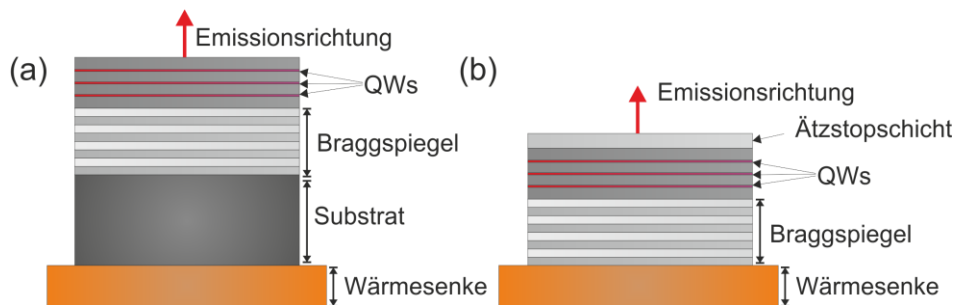 (a)
Emissionsrichtung
QWs
Braggspiegel
Substrat
Wärmesenke
(b)
Emissionsrichtung
Ätzstopschicht
QWs
Braggspiegel
Wärmesenke